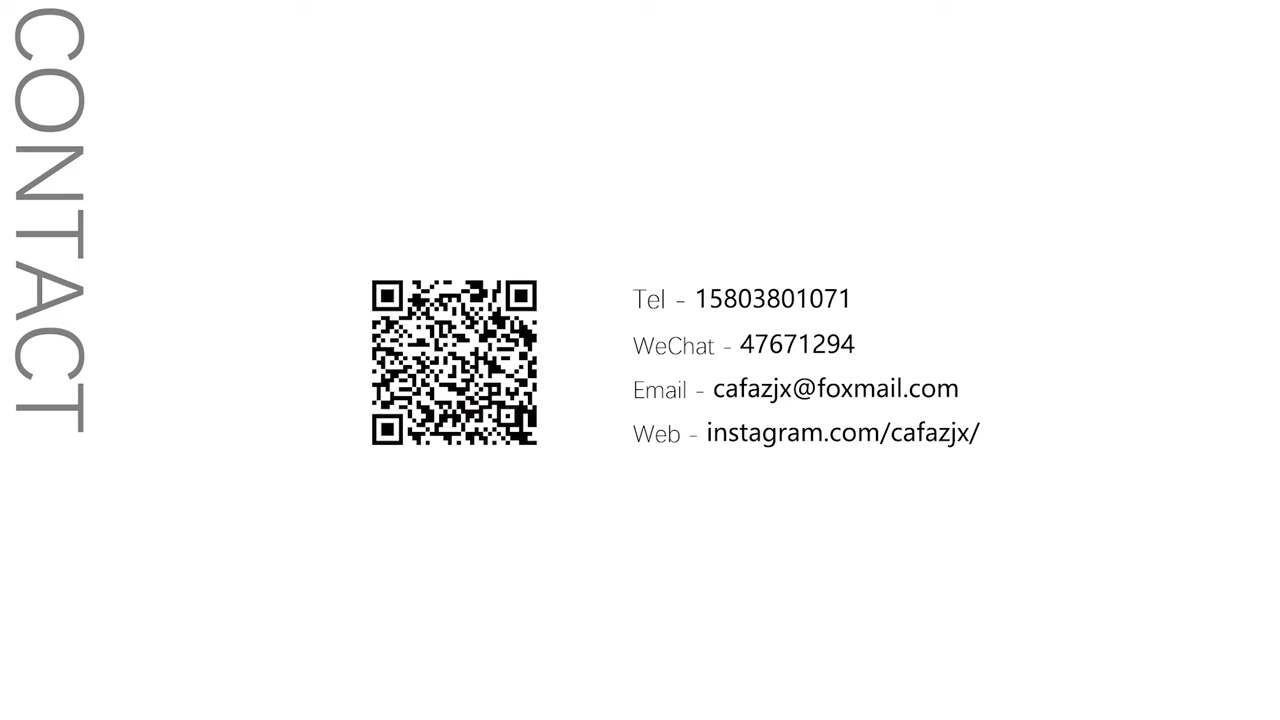 CONTACT
Tel - 15803801071
WeChat - 47671294
Email - cafazjx@foxmail.com
Web - instagram.com/cafazjx/